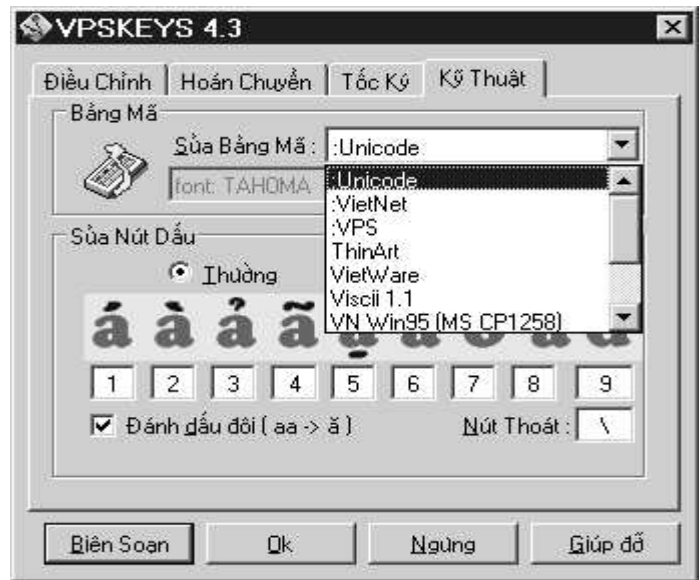 VPSKEYS 4.3
Điều Chỉnh Hoán Chuyển Tốc Ký Kỹ Thuật
Bảng Mã
Sửa Bảng Mã : :Unicode
font: TAHOMA
:Unicode
:VietNet
:VPS
ThinArt
VietWare
Viscii 1.1
VN Win95 (MS CP1258)
Sửa Nút Dấu
Thường
á à ả ã
1 2 3 4 5 6 7 8 9
Đánh dấu đôi ( aa -> ă ) Nút Thoát : \
Biên Soạn Ok Ngừng Giúp đỡ